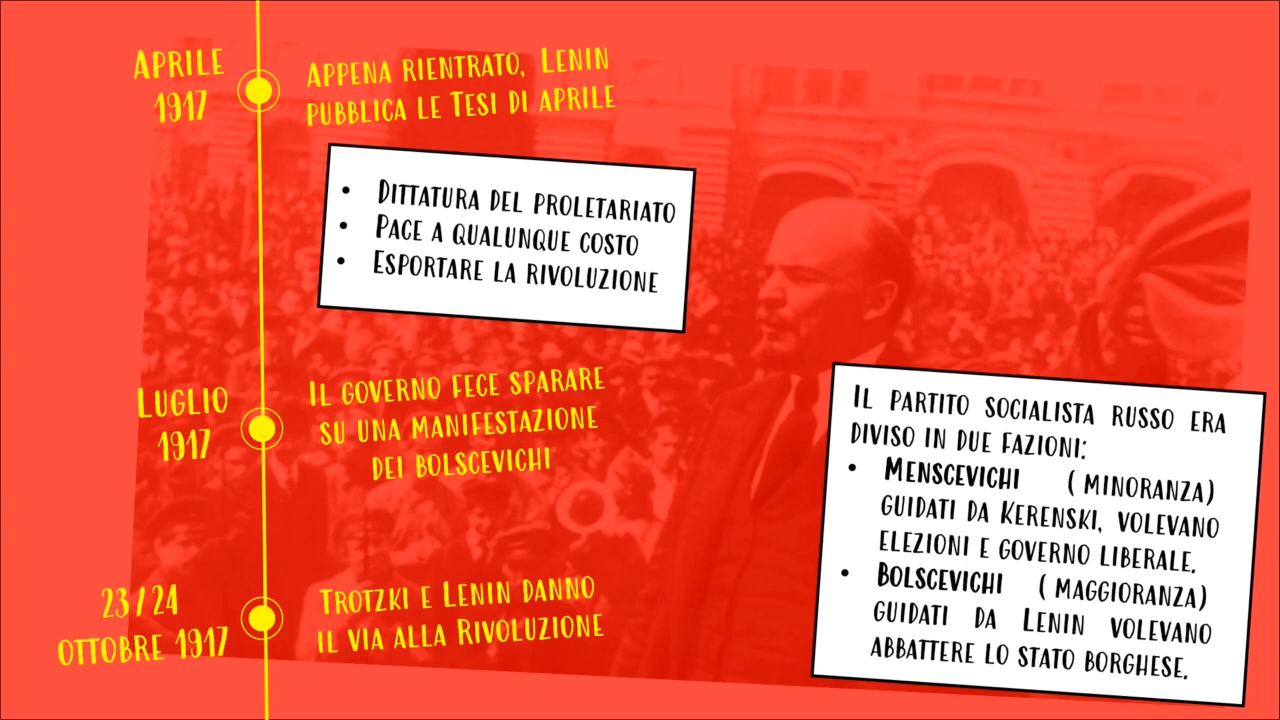 Aprile
1917
Appena rientrato, Lenin
pubblica le Tesi di aprile
• Dittatura del proletariato
• Pace a qualunque costo
• Esportare la rivoluzione
Luglio
1917
Il governo fece sparare
su una manifestazione
dei bolscevichi
23/24
ottobre 1917
Trotzki e Lenin danno
il via alla Rivoluzione
Il partito socialista russo era
diviso in due fazioni:
• Menscevichi (minoranza)
guidati da Kerenski, volevano
elezioni e governo liberale.
• Bolscevichi (maggioranza)
guidati da Lenin volevano
abbattere lo stato borghese.